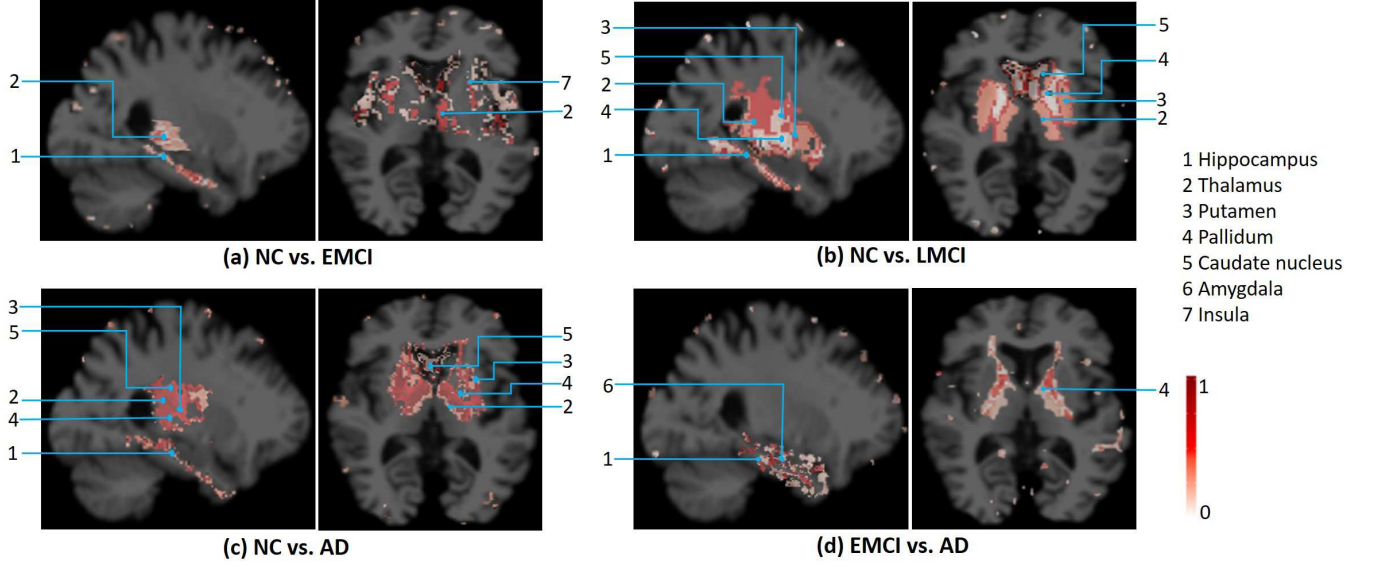 2
1
7
2
(a) NC vs. EMCI
3
5
2
4
1
5
4
3
2
(b) NC vs. LMCI
1 Hippocampus
2 Thalamus
3 Putamen
4 Pallidum
5 Caudate nucleus
6 Amygdala
7 Insula
3
5
2
4
1
5
3
4
2
(c) NC vs. AD
6
1
4
(d) EMCI vs. AD
1
0